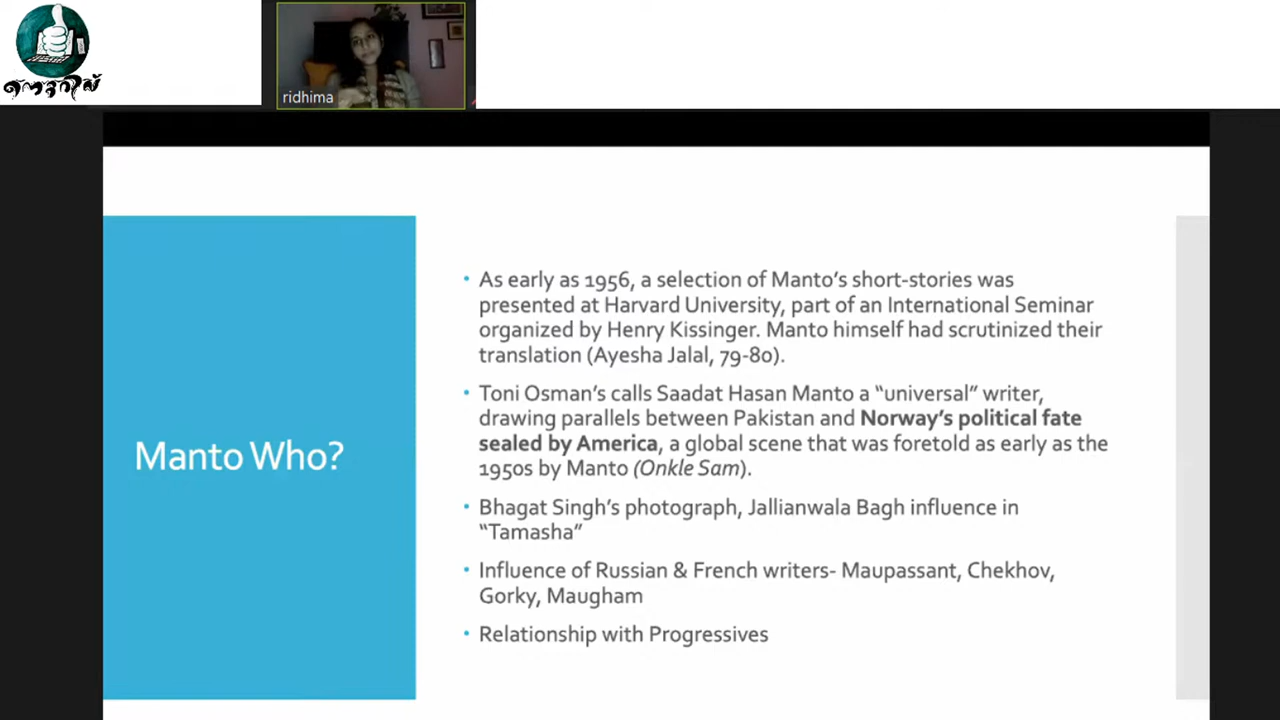 ridhima
Manto Who?
• As early as 1956, a selection of Manto's short-stories was
presented at Harvard University, part of an International Seminar
organized by Henry Kissinger. Manto himself had scrutinized their
translation (Ayesha Jalal, 79-80).
• Toni Osman's calls Saadat Hasan Manto a “universal” writer,
drawing parallels between Pakistan and Norway's political fate
sealed by America, a global scene that was foretold as early as the
1950s by Manto (Onkle Sam).
• Bhagat Singh's photograph, Jallianwala Bagh influence in
“Tamasha”
• Influence of Russian & French writers- Maupassant, Chekhov,
Gorky, Maugham
• Relationship with Progressives